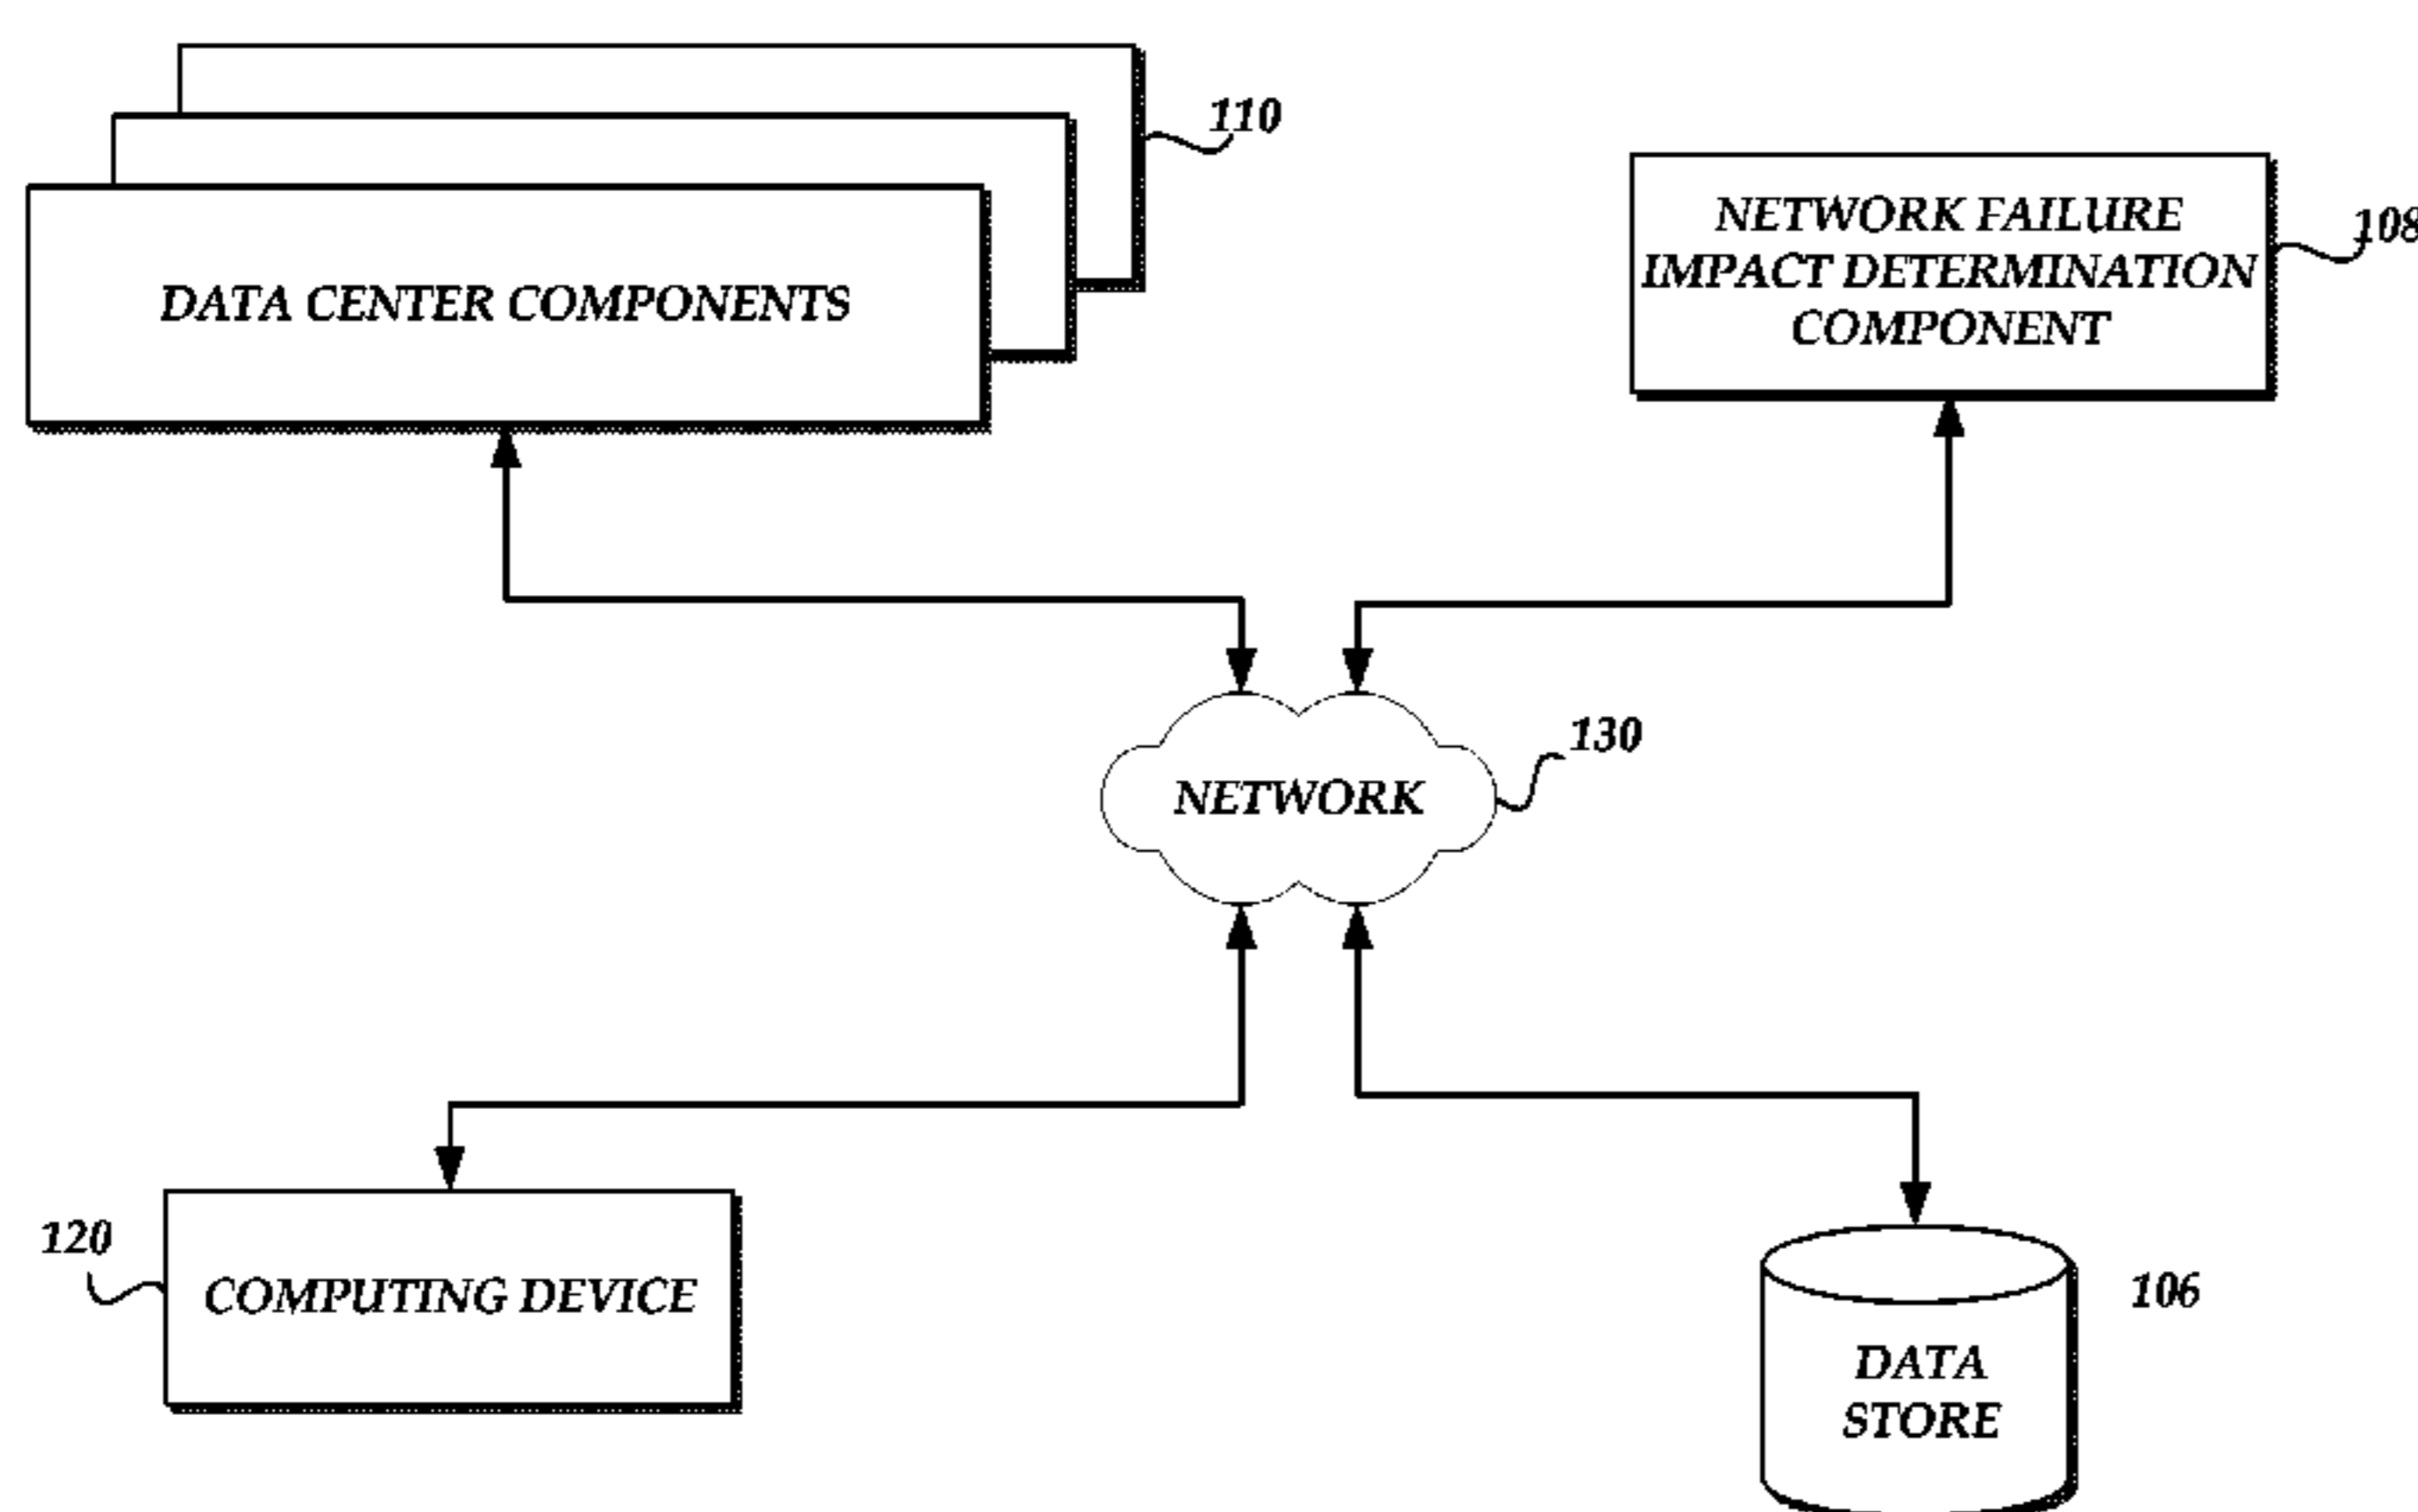 110
DATA CENTER COMPONENTS
NETWORK FAILURE
IMPACT DETERMINATION
COMPONENT
108
130
NETWORK
120
COMPUTING DEVICE
106
DATA
STORE